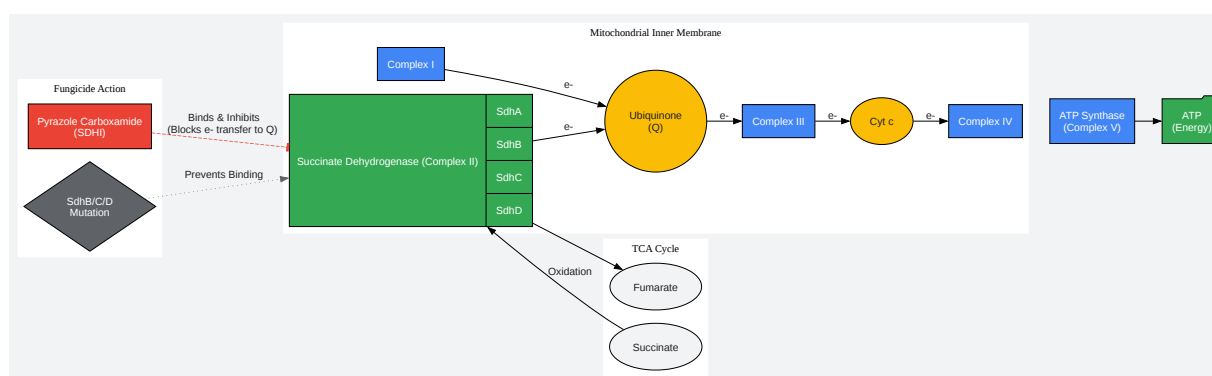 Mitochondrial Inner Membrane
Fungicide Action
Pyrazole Carboxamide
(SDHI)
Binds & Inhibits
(Blocks e- transfer to Q)
SdhB/C/D
Mutation
Prevents Binding
Complex I
e-
Succinate Dehydrogenase (Complex II)
SdhA
SdhB
SdhC
SdhD
e-
Ubiquinone
(Q)
e-
Complex III
e-
Cyt c
e-
Complex IV
ATP Synthase
(Complex V)
ATP
(Energy)
TCA Cycle
Oxidation
Fumarate
Succinate